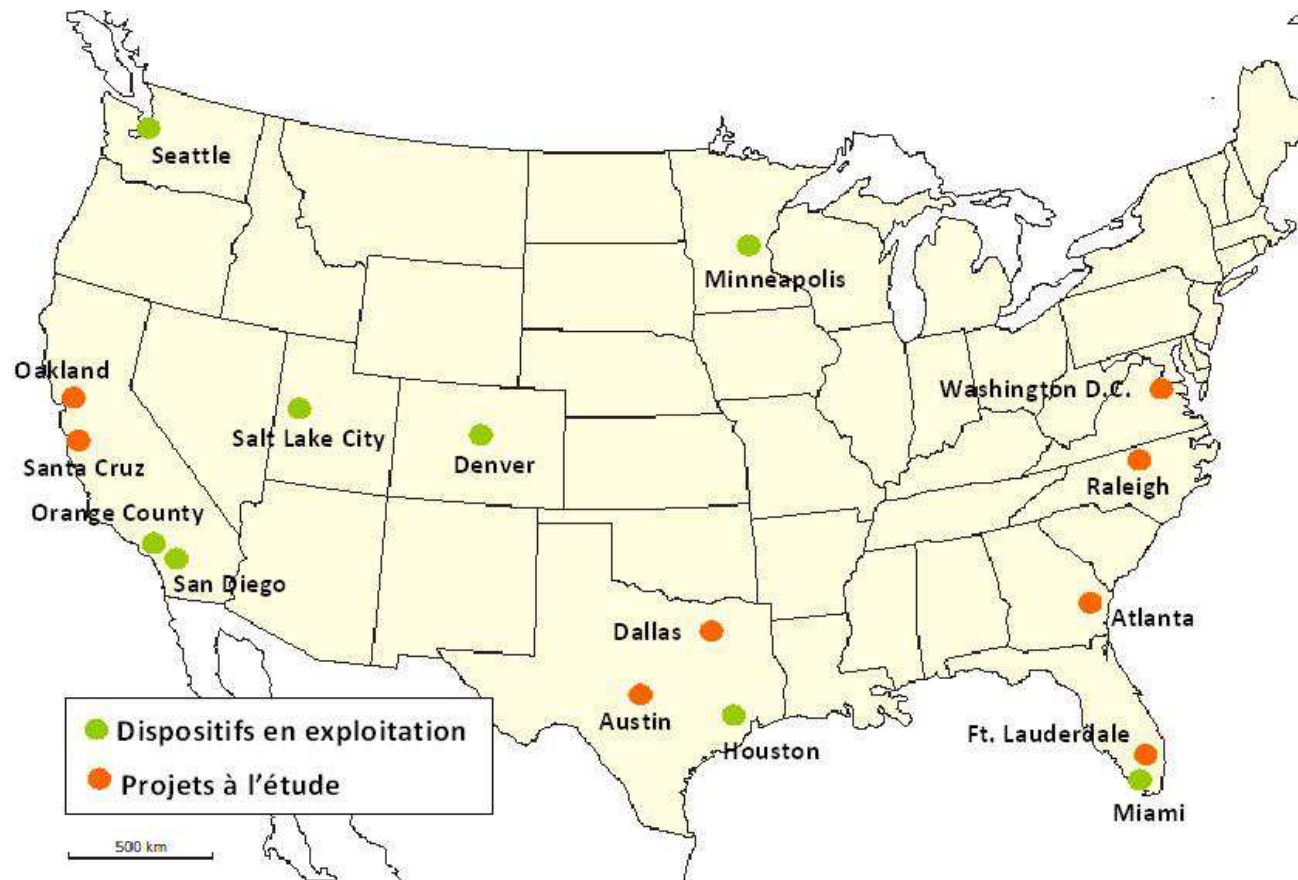 Seattle
Minneapolis
Oakland
Washington D.C.
Salt Lake City
Denver
Santa Cruz
Raleigh
Orange County
San Diego
Dallas
Atlanta
Austin
Houston
Ft. Lauderdale
Miami
Dispositifs en exploitation
Projets à l'étude
500 km